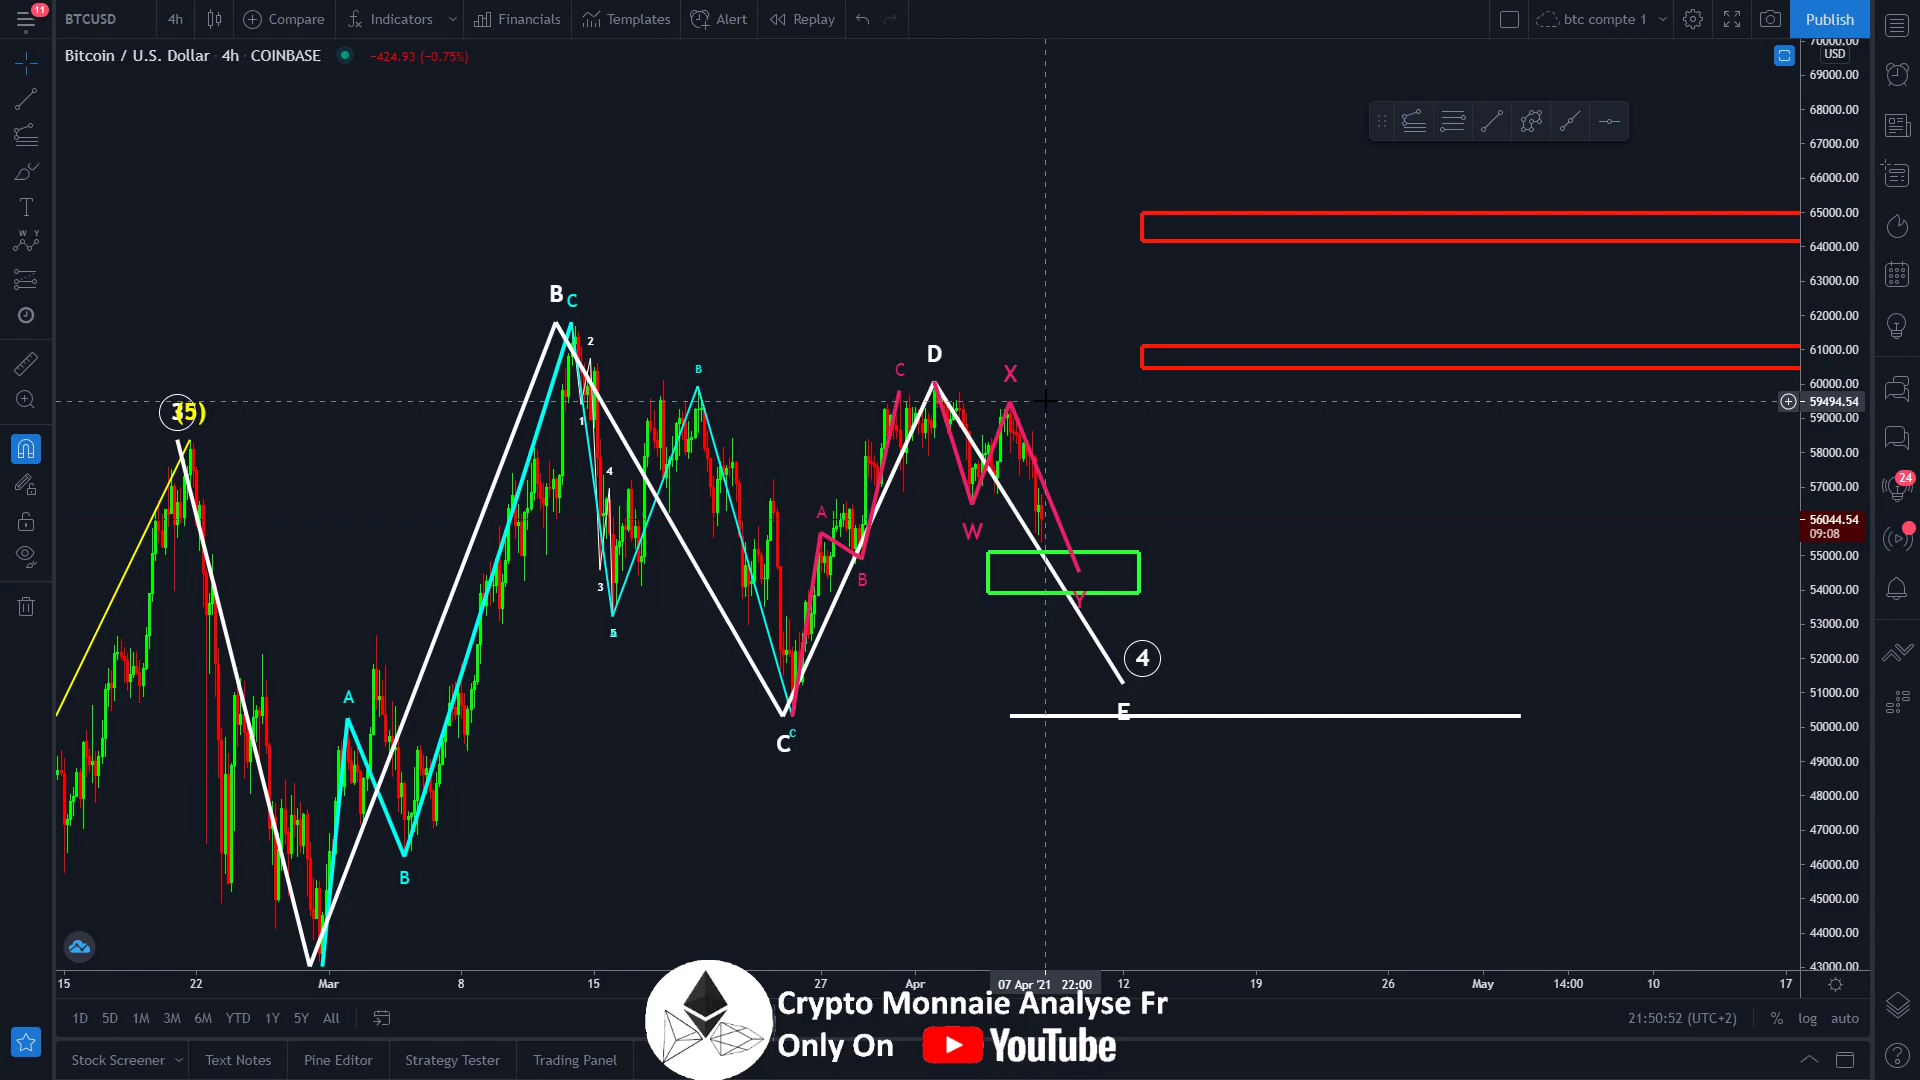 11
BTCUSD
4h
Compare
Indicators
Financials
Templates
Alert
Replay
btc compte 1
Publish
Bitcoin / U.S. Dollar 4h COINBASE
−424.93 (−0.75%)
70000.00
USD
69000.00
68000.00
67000.00
66000.00
65000.00
64000.00
63000.00
62000.00
61000.00
60000.00
59494.54
59000.00
58000.00
57000.00
56044.54
09:08
55000.00
54000.00
53000.00
52000.00
51000.00
50000.00
49000.00
48000.00
47000.00
46000.00
45000.00
44000.00
43000.00
24
W Y
3
(5)
B
C
2
1
4
3
5
B
C
D
X
A
B
W
Y
4
E
C
C
A
B
15
22
Mar
8
15
27
Apr
07 Apr '21 22:00
12
19
26
May
14:00
10
17
1D 5D 1M 3M 6M YTD 1Y 5Y All
21:50:52 (UTC+2)
%
log
auto
Crypto Monnaie Analyse Fr
Only On YouTube
Stock Screener
Text Notes
Pine Editor
Strategy Tester
Trading Panel